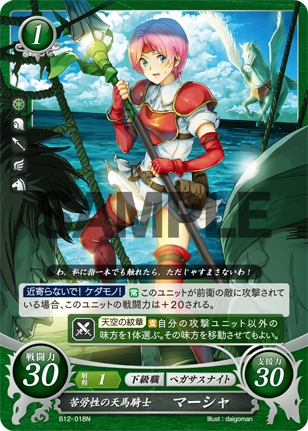 1
SAMPLE
わ、私に指一本でも触れたら、ただじゃすまさないわ!
近寄らないで! ケダモノ! 常 このユニットが前衛の敵に攻撃されて
いる場合、このユニットの戦闘力は+20される。
天空の紋章 支 自分の攻撃ユニット以外の
味方を1体選ぶ。その味方を移動させてもよい。
戦闘力 30
射程 1
下級職
ペガサスナイト
支援力 30
苦労性の天馬騎士 マーシャ
B12-018N
Illust:daigoman